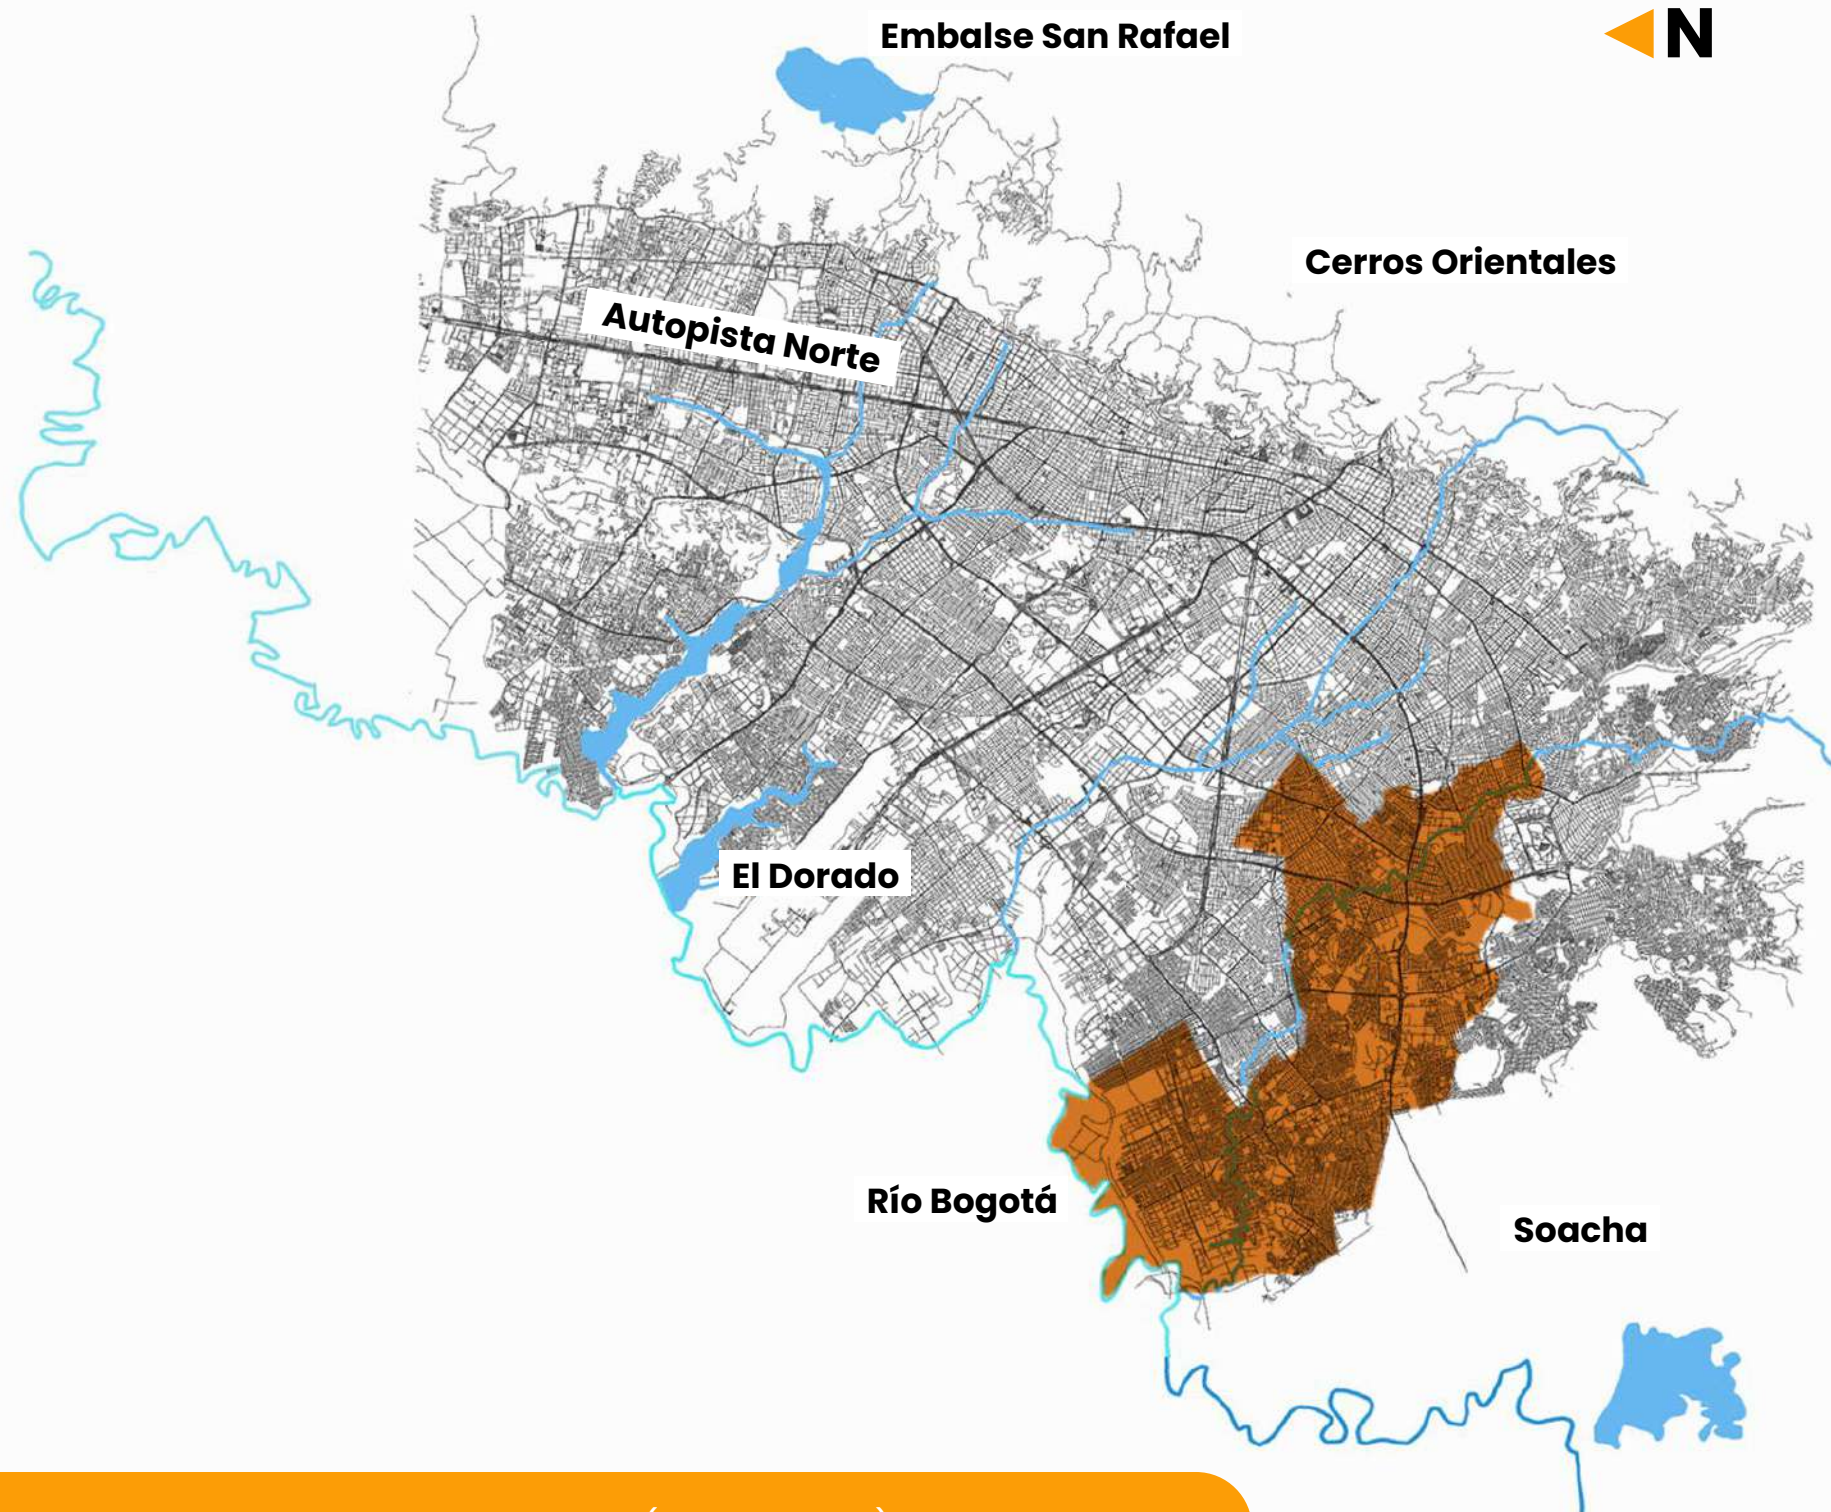 Embalse San Rafael
N
Cerros Orientales
Autopista Norte
El Dorado
Río Bogotá
Soacha